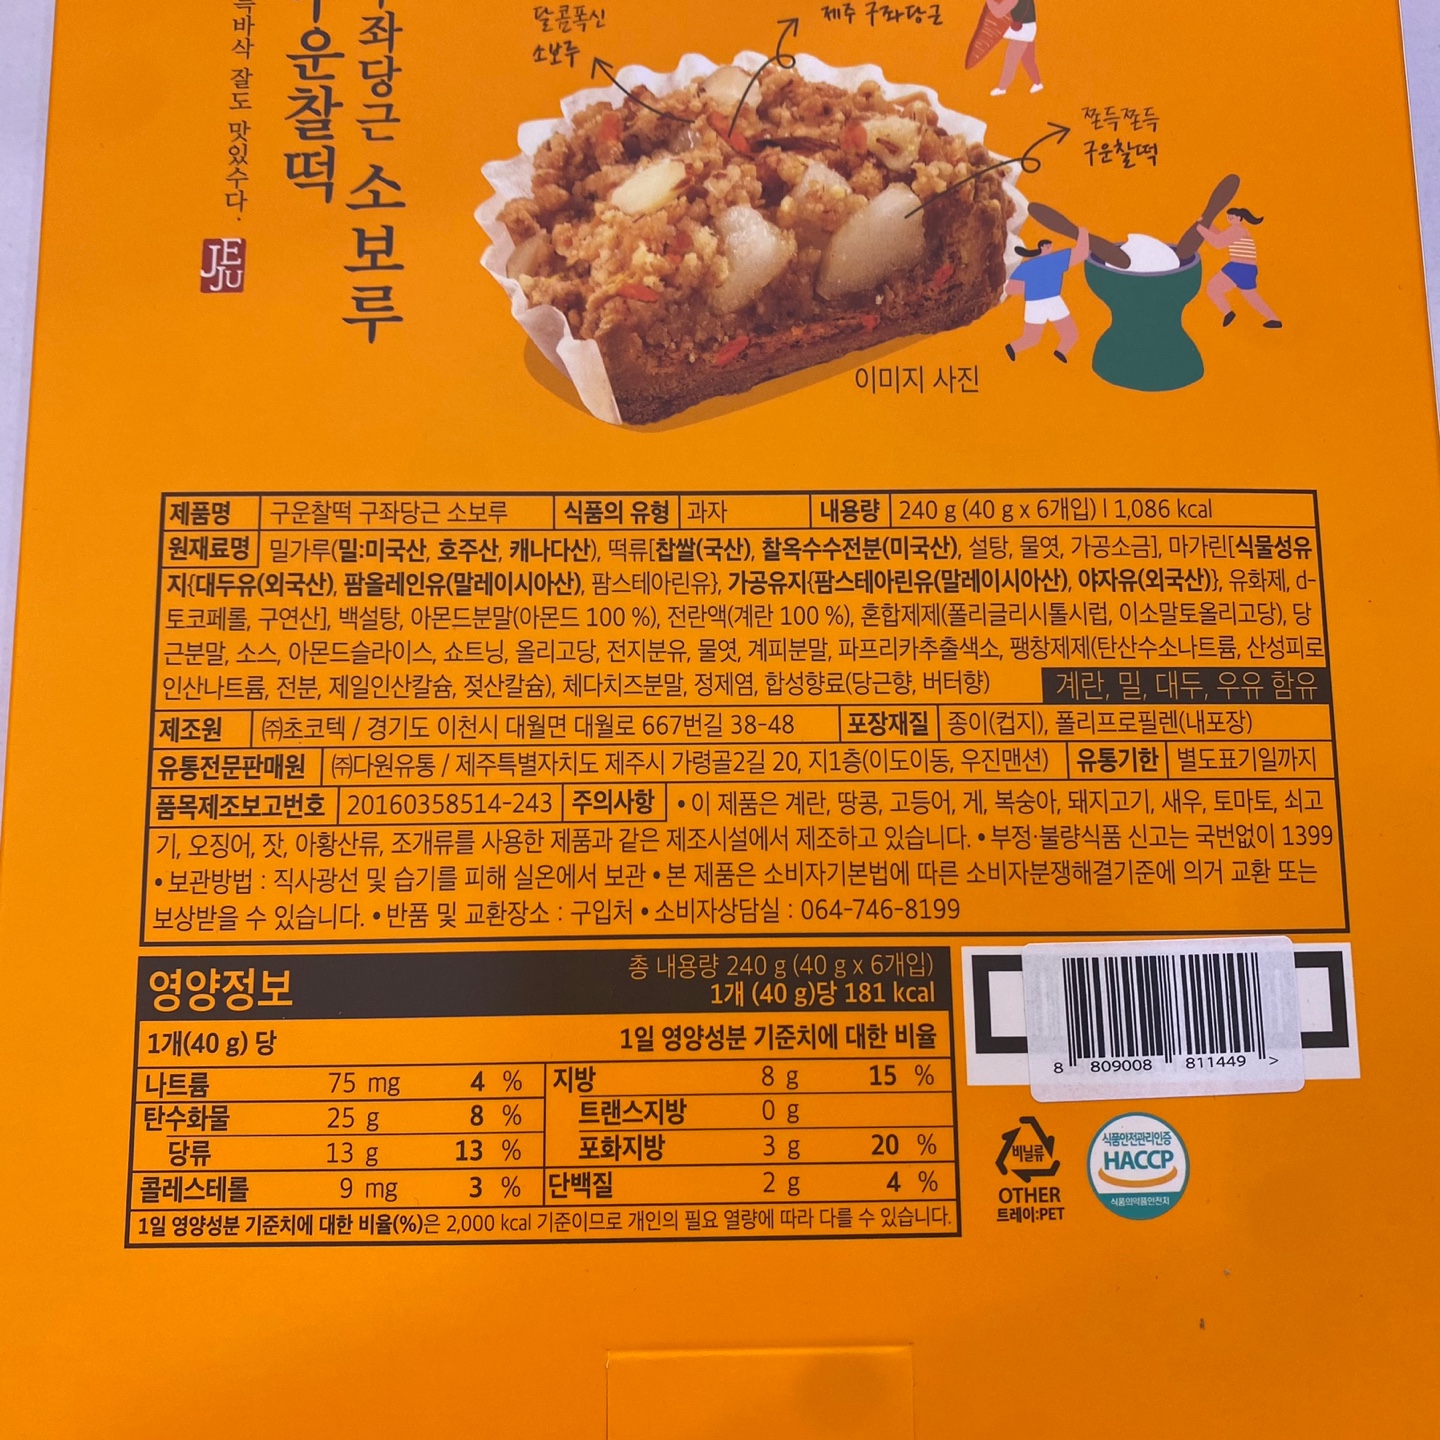 달콤폭신
소보루
제주 구좌당근
쫀득쫀득
구운찰떡
좌당근 소보루
운찰떡
바삭 잘도 맛있수다.
JE
JU
이미지 사진
제품명 구운찰떡 구좌당근 소보루 식품의 유형 과자 내용량 240 g (40 g x 6개입) l 1,086 kcal
원재료명 밀가루(밀:미국산, 호주산, 캐나다산), 떡류[찹쌀(국산), 찰옥수수전분(미국산), 설탕, 물엿, 가공소금], 마가린[식물성유
지{대두유(외국산), 팜올레인유(말레이시아산), 팜스테아린유}, 가공유지{팜스테아린유(말레이시아산), 야자유(외국산)}, 유화제, d-
토코페롤, 구연산], 백설탕, 아몬드분말(아몬드 100 %), 전란액(계란 100 %), 혼합제제(폴리글리시톨시럽, 이소말토올리고당), 당
근분말, 소스, 아몬드슬라이스, 쇼트닝, 올리고당, 전지분유, 물엿, 계피분말, 파프리카추출색소, 팽창제제(탄산수소나트륨, 산성피로
인산나트륨, 전분, 제일인산칼슘, 젖산칼슘), 체다치즈분말, 정제염, 합성향료(당근향, 버터향) 계란, 밀, 대두, 우유 함유
제조원 ㈜초코텍 / 경기도 이천시 대월면 대월로 667번길 38-48 포장재질 종이(컵지), 폴리프로필렌(내포장)
유통전문판매원 ㈜다원유통 / 제주특별자치도 제주시 가령골2길 20, 지1층(이도이동, 우진맨션) 유통기한 별도표기일까지
품목제조보고번호 20160358514-243 주의사항 • 이 제품은 계란, 땅콩, 고등어, 게, 복숭아, 돼지고기, 새우, 토마토, 쇠고
기, 오징어, 잣, 아황산류, 조개류를 사용한 제품과 같은 제조시설에서 제조하고 있습니다. • 부정·불량식품 신고는 국번없이 1399
• 보관방법 : 직사광선 및 습기를 피해 실온에서 보관 • 본 제품은 소비자기본법에 따른 소비자분쟁해결기준에 의거 교환 또는
보상받을 수 있습니다. • 반품 및 교환장소 : 구입처 • 소비자상담실 : 064-746-8199
영양정보 총 내용량 240 g (40 g x 6개입)
1개 (40 g)당 181 kcal
1개(40 g) 당 1일 영양성분 기준치에 대한 비율
나트륨 75 mg 4 % 지방 8 g 15 %
탄수화물 25 g 8 % 트랜스지방 0 g
당류 13 g 13 % 포화지방 3 g 20 %
콜레스테롤 9 mg 3 % 단백질 2 g 4 %
1일 영양성분 기준치에 대한 비율(%)은 2,000 kcal 기준이므로 개인의 필요 열량에 따라 다를 수 있습니다.
8 809008 811449 >
비닐류
OTHER
트레이:PET
식품안전관리인증
HACCP
식품의약품안전처